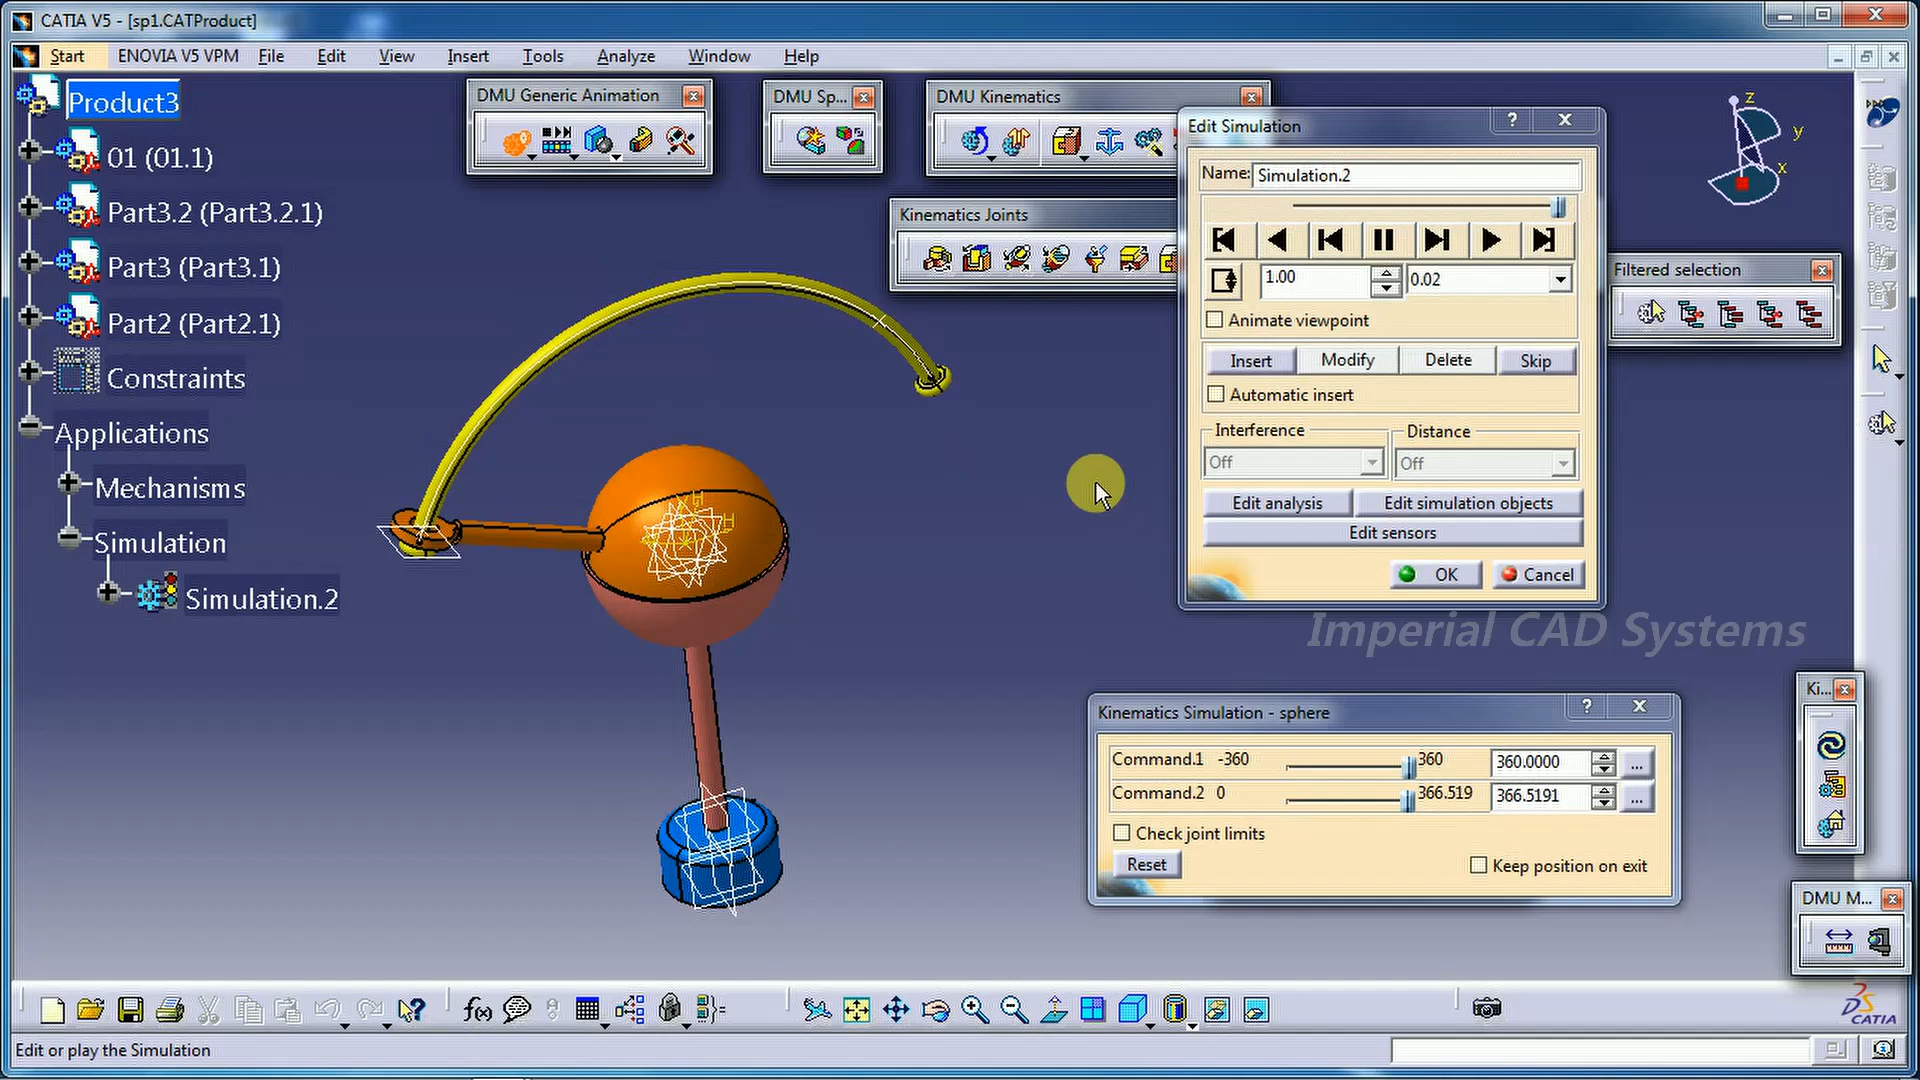 CATIA V5 - [sp1.CATProduct]
Start ENOVIA V5 VPM File Edit View Insert Tools Analyze Window Help
Product3
01 (01.1)
Part3.2 (Part3.2.1)
Part3 (Part3.1)
Part2 (Part2.1)
Constraints
Applications
Mechanisms
Simulation
Simulation.2
DMU Generic Animation
DMU Sp...
DMU Kinematics
Kinematics Joints
Edit Simulation
Name: Simulation.2
1.00 0.02
Animate viewpoint
Insert Modify Delete Skip
Automatic insert
Interference Distance
Off Off
Edit analysis Edit simulation objects
Edit sensors
OK Cancel
Filtered selection
z
y
x
H
H
Imperial CAD Systems
Kinematics Simulation - sphere
Command.1 -360 360 360.0000 ...
Command.2 0 366.519 366.5191 ...
Check joint limits
Reset Keep position on exit
Ki...
DMU M...
f(x)
CATIA
Edit or play the Simulation